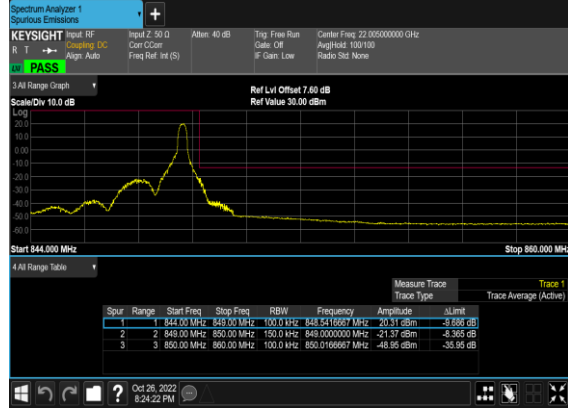 Spectrum Analyzer 1
Spurious Emissions
KEYSIGHT Input: RF Input Z: 50 Ω Atten: 40 dB Trig: Free Run Center Freq: 22.005000000 GHz
R T Coupling: DC Corr CCorr Gate: Off Avg|Hold: 100/100
Align: Auto Freq Ref: Int (S) IF Gain: Low Radio Std: None
PASS
3 All Range Graph
Ref Lvl Offset 7.60 dB
Scale/Div 10.0 dB Ref Value 30.00 dBm
Log
20.0
10.0
0.00
-10.0
-20.0
-30.0
-40.0
-50.0
-60.0
Start 844.000 MHz Stop 860.000 MHz
4 All Range Table
Measure Trace Trace 1
Trace Type Trace Average (Active)
Spur Range Start Freq Stop Freq RBW Frequency Amplitude ΔLimit
1 1 844.00 MHz 849.00 MHz 100.0 kHz 848.5416667 MHz 20.31 dBm -9.686 dB
2 2 849.00 MHz 850.00 MHz 150.0 kHz 849.0000000 MHz -21.37 dBm -8.365 dB
3 3 850.00 MHz 860.00 MHz 100.0 kHz 850.0166667 MHz -48.95 dBm -35.95 dB
? Oct 26, 2022
8:24:22 PM